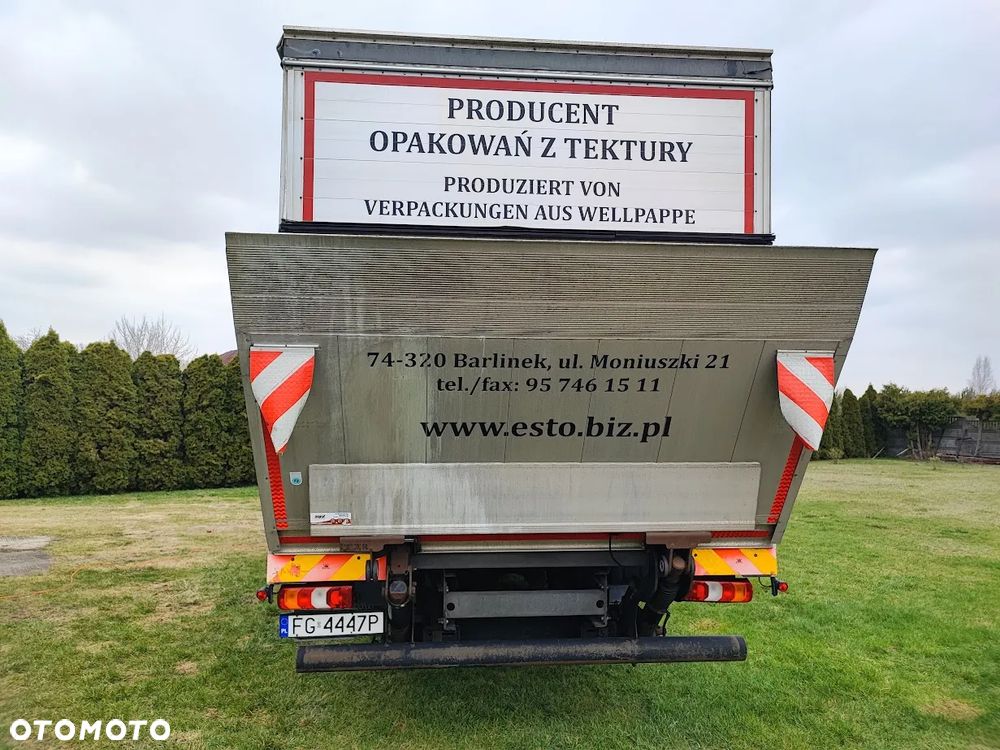 PRODUCENT
OPAKOWAŃ Z TEKTURY
PRODUZIERT VON
VERPACKUNGEN AUS WELLPAPPE
74-320 Barlinek, ul. Moniuszki 21
tel./fax: 95 746 15 11
www.esto.biz.pl
PL FG 4447P
OTOMOTO